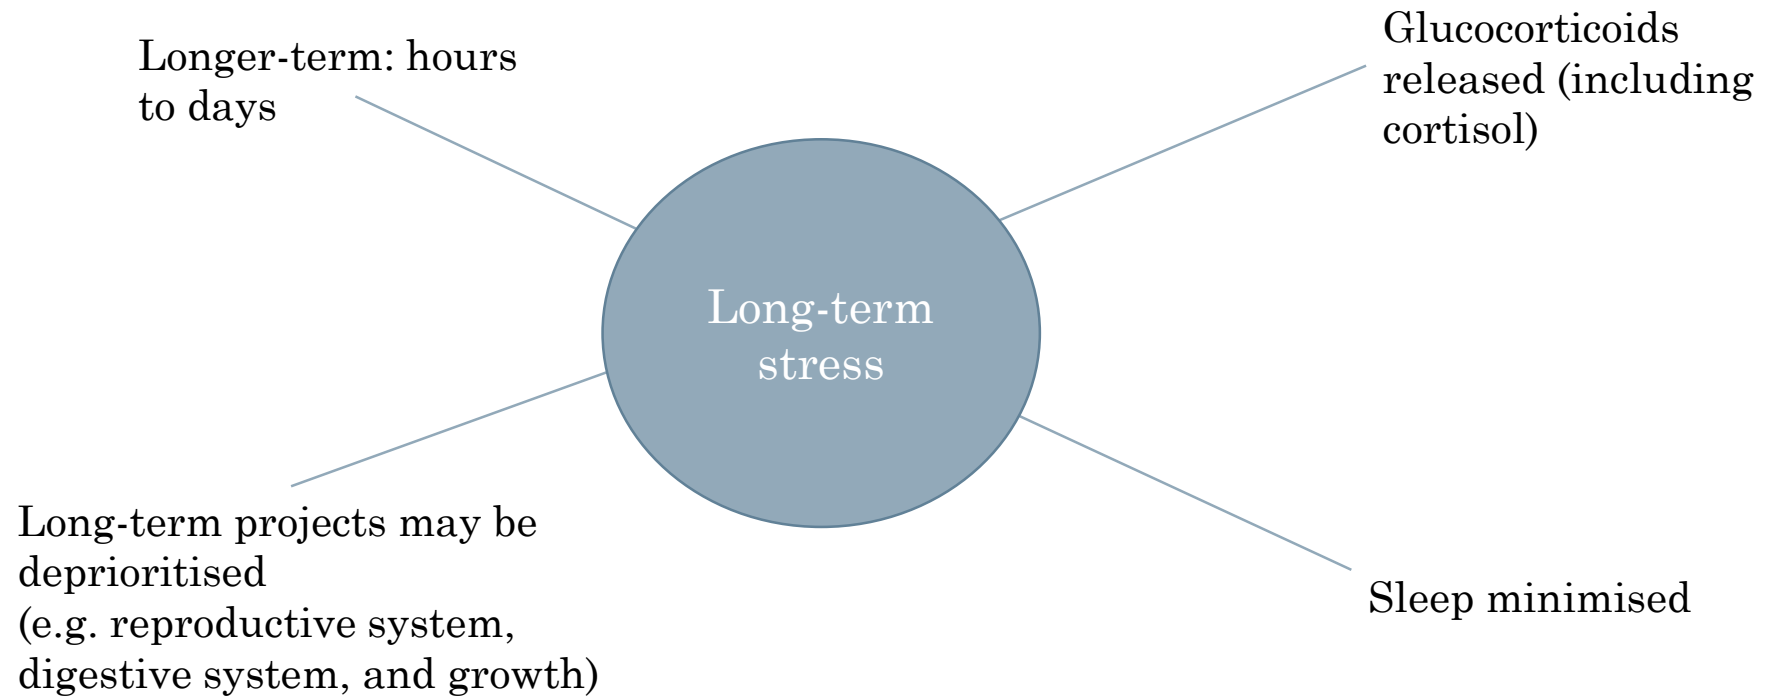 Longer-term: hours
to days
Glucocorticoids
released (including
cortisol)
Long-term
stress
Long-term projects may be
deprioritised
(e.g. reproductive system,
digestive system, and growth)
Sleep minimised